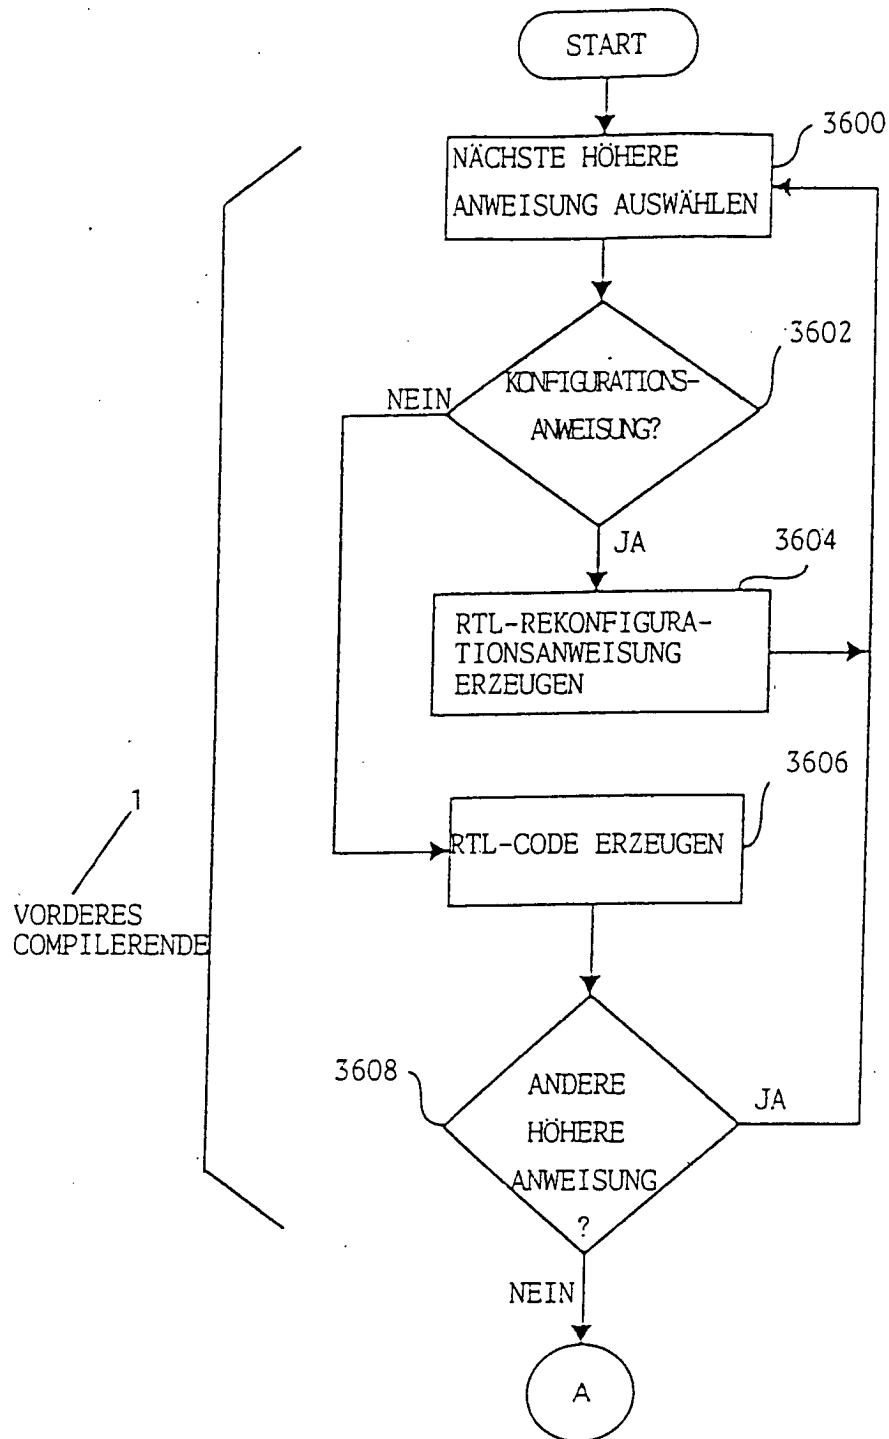 START
3600
NÄCHSTE HÖHERE
ANWEISUNG AUSWÄHLEN
3602
KONFIGURATIONS-
ANWEISUNG?
NEIN
JA
3604
RTL-REKONFIGURA-
TIONSANWEISUNG
ERZEUGEN
3606
RTL-CODE ERZEUGEN
1
VORDERES
COMPILERENDE
3608
ANDERE
HÖHERE
ANWEISUNG
?
JA
NEIN
A